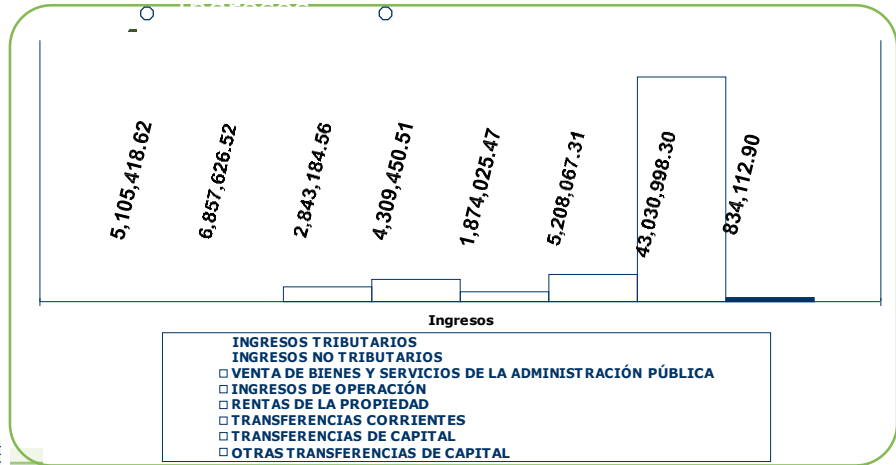 Ingresos
5,105,418.62
6,857,626.52
2,843,184.56
4,309,450.51
1,874,025.47
5,208,067.31
43,030,998.30
834,112.90
Ingresos
INGRESOS TRIBUTARIOS
INGRESOS NO TRIBUTARIOS
VENTA DE BIENES Y SERVICIOS DE LA ADMINISTRACIÓN PÚBLICA
INGRESOS DE OPERACIÓN
RENTAS DE LA PROPIEDAD
TRANSFERENCIAS CORRIENTES
TRANSFERENCIAS DE CAPITAL
OTRAS TRANSFERENCIAS DE CAPITAL